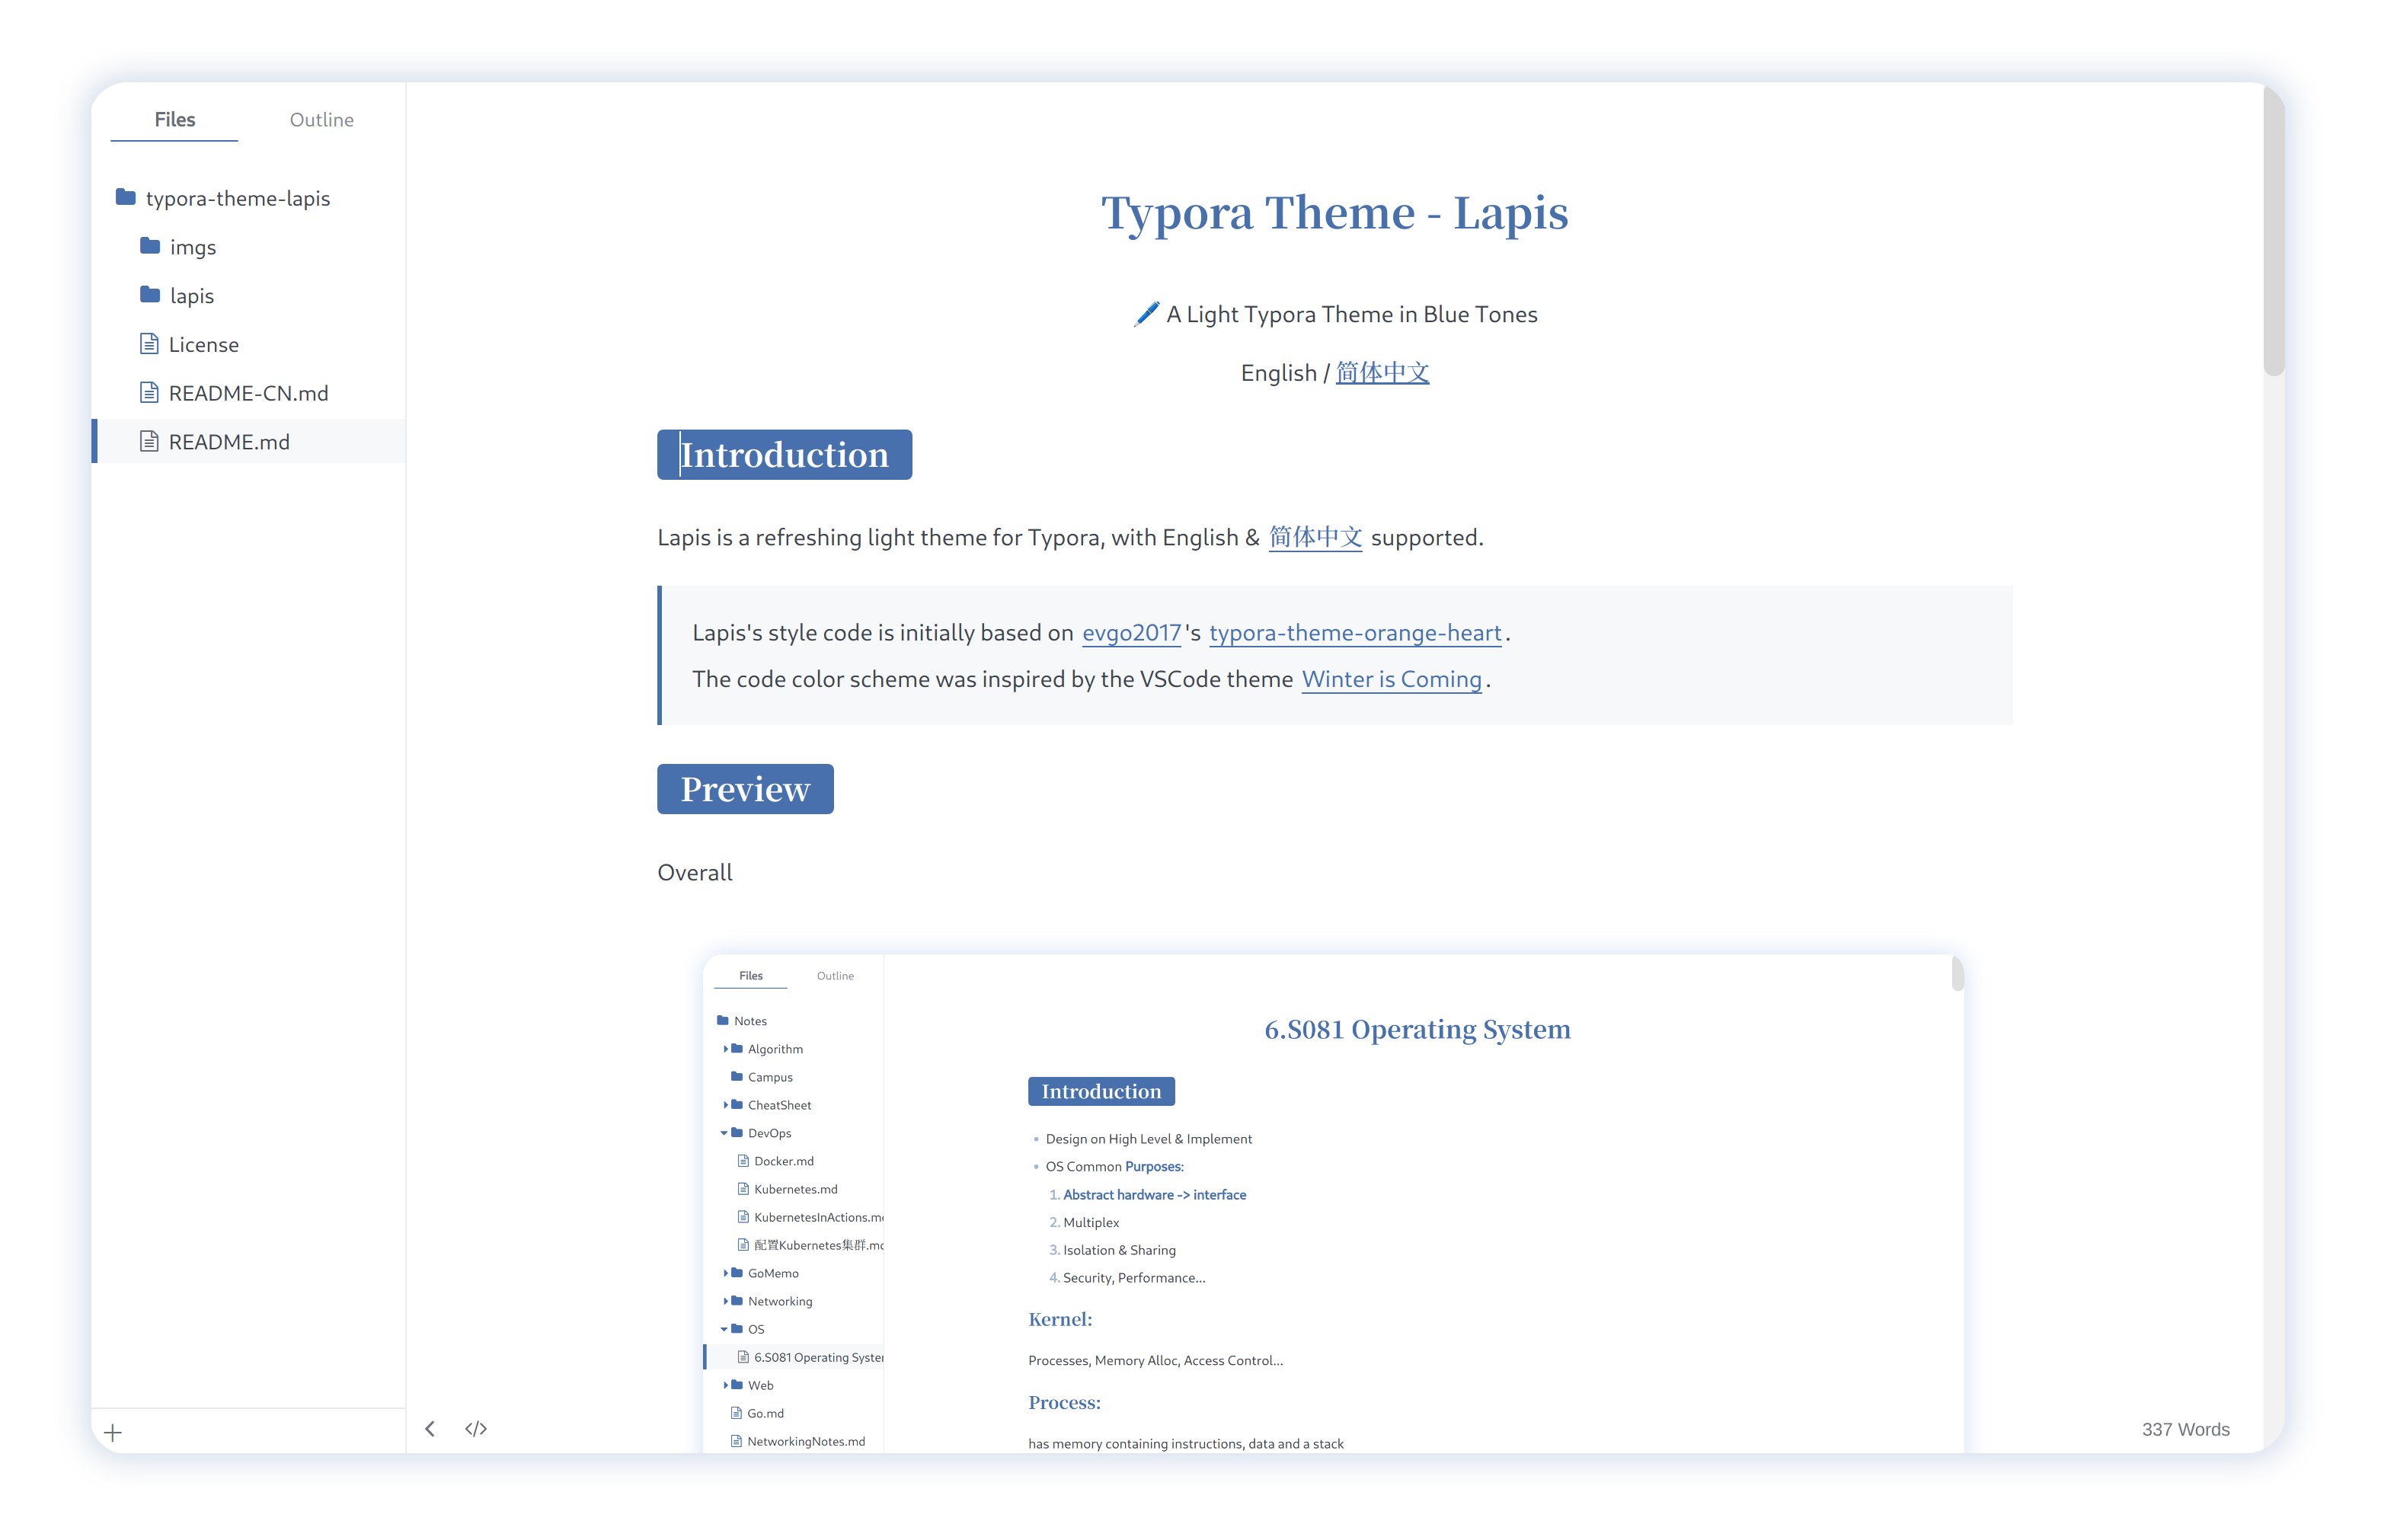 Files
Outline
typora-theme-lapis
imgs
lapis
License
README-CN.md
README.md
Typora Theme - Lapis
A Light Typora Theme in Blue Tones
English / 简体中文
Introduction
Lapis is a refreshing light theme for Typora, with English & 简体中文 supported.
Lapis's style code is initially based on evgo2017's typora-theme-orange-heart.
The code color scheme was inspired by the VSCode theme Winter is Coming.
Preview
Overall
Files
Outline
Notes
Algorithm
Campus
CheatSheet
DevOps
Docker.md
Kubernetes.md
KubernetesInActions.m
配置Kubernetes集群.m
GoMemo
Networking
OS
6.S081 Operating Syste
Web
Go.md
NetworkingNotes.md
6.S081 Operating System
Introduction
Design on High Level & Implement
OS Common Purposes:
1. Abstract hardware -> interface
2. Multiplex
3. Isolation & Sharing
4. Security, Performance...
Kernel:
Processes, Memory Alloc, Access Control...
Process:
has memory containing instructions, data and a stack
337 Words